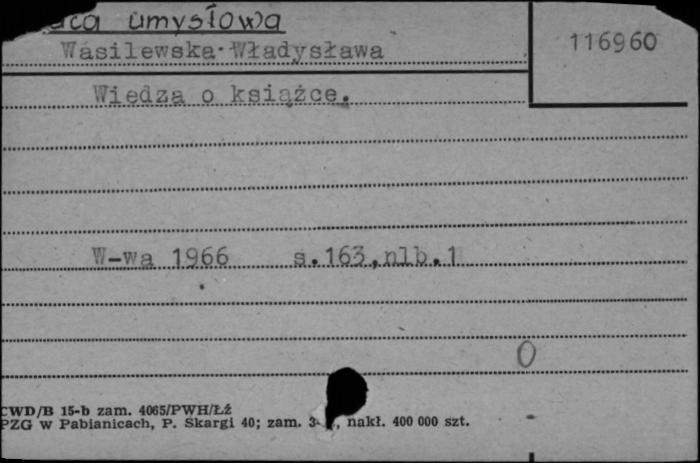 umysłowa
Wasilewska Władysława
116960
Wiedza o książce.
W-wa 1966 s.163,nlb.1
0
CWD/B 15-b zam. 4065/PWH/Łź
PZG w Pabianicach, P. Skargi 40; zam. nakł. 400 000 szt.